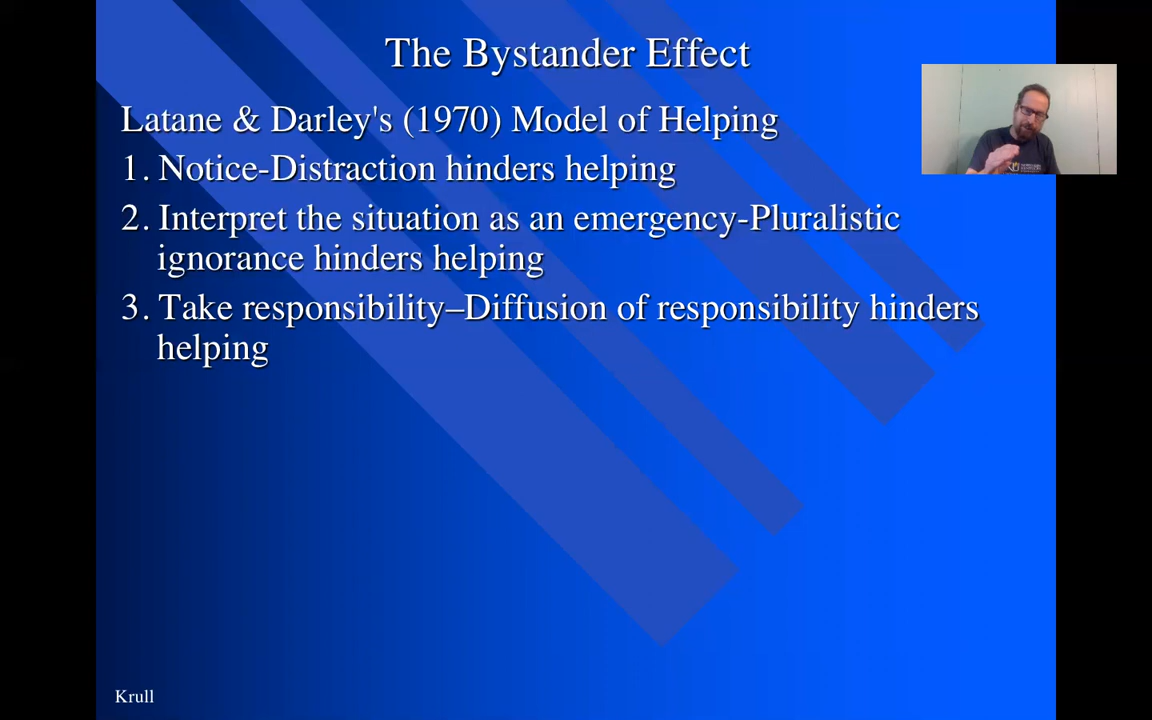 The Bystander Effect
Latane & Darley's (1970) Model of Helping
1. Notice-Distraction hinders helping
2. Interpret the situation as an emergency-Pluralistic
ignorance hinders helping
3. Take responsibility–Diffusion of responsibility hinders
helping
Krull